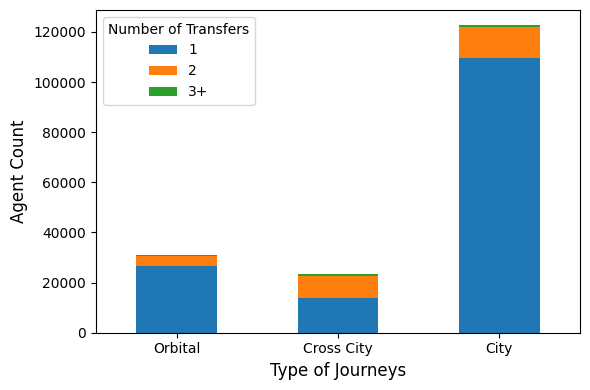 Number of Transfers
1
2
3+
120000
100000
80000
60000
40000
20000
0
Agent Count
Orbital
Cross City
City
Type of Journeys